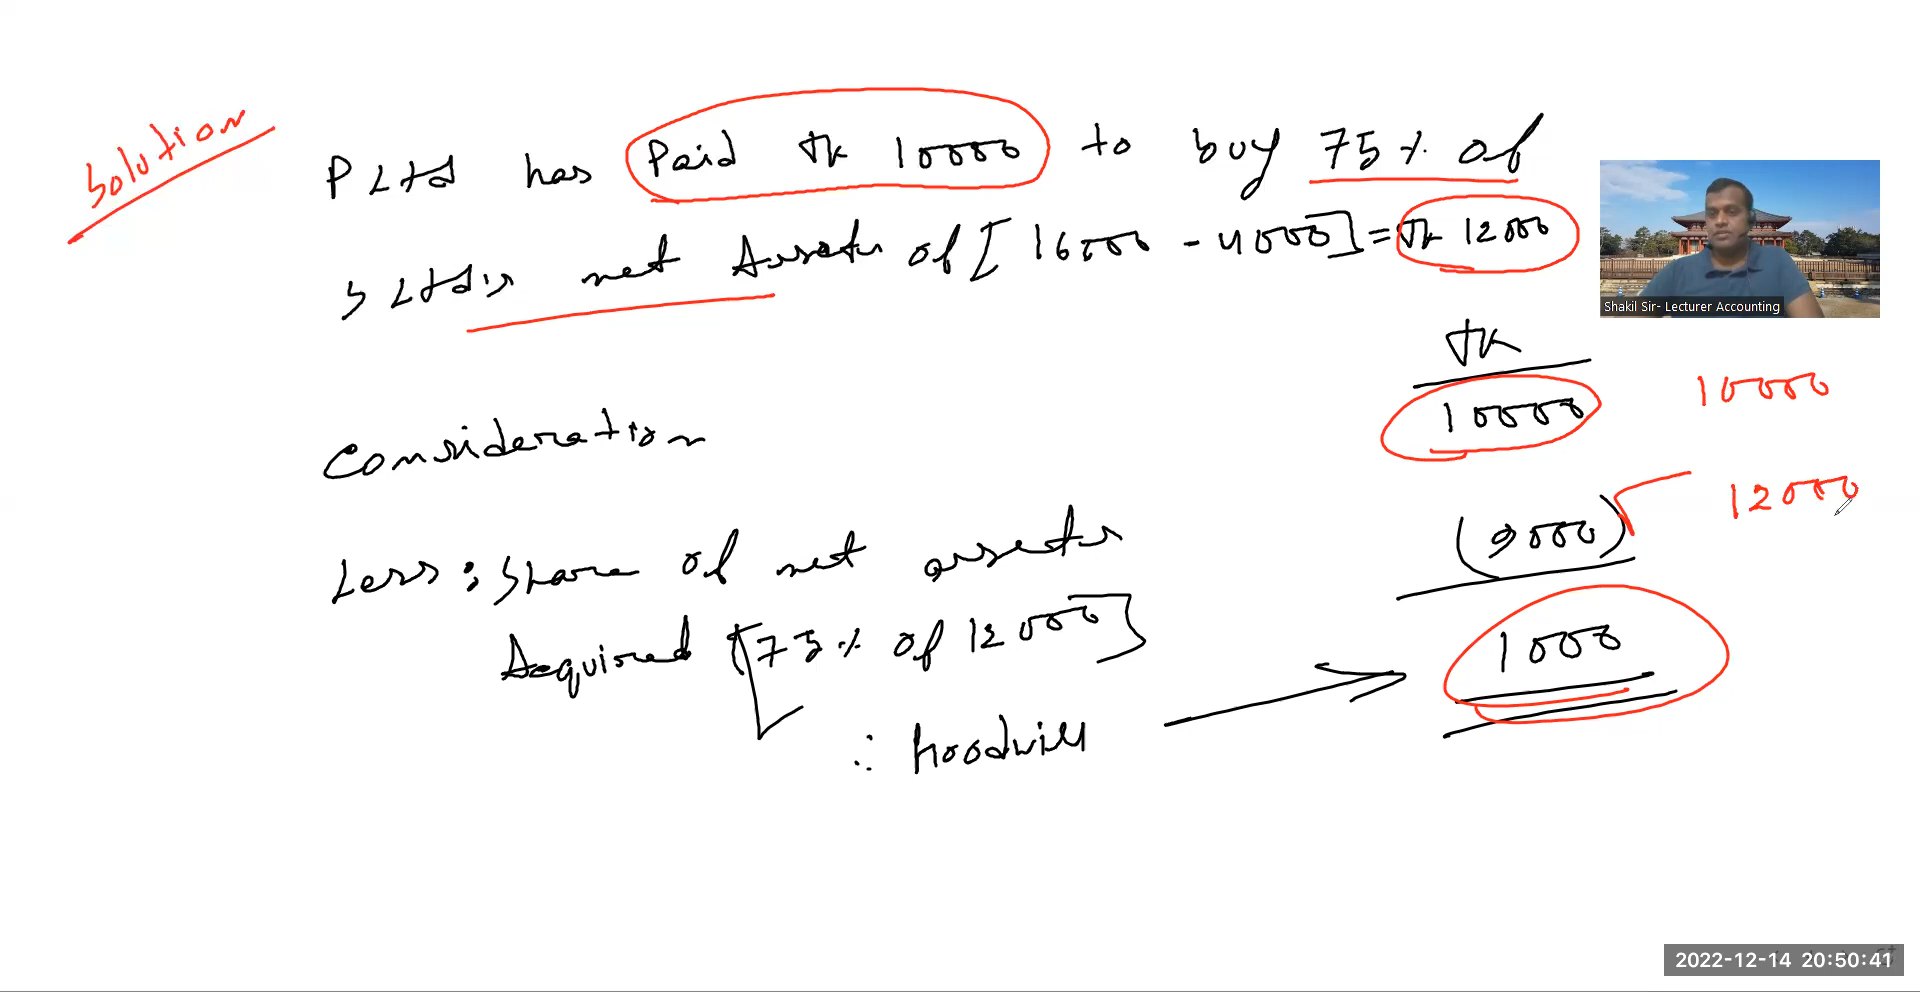 Solution
P Ltd has Paid Tk 10000 to buy 75% of
S Ltd's net Assets of [16000 - 4000] = Tk 12000
Tk
Consideration 10000 10000
Less: Share of net assets (9000) 12000
Acquired [75% of 12000]
∴ Goodwill 1000
Shakil Sir- Lecturer Accounting
2022-12-14 20:50:41